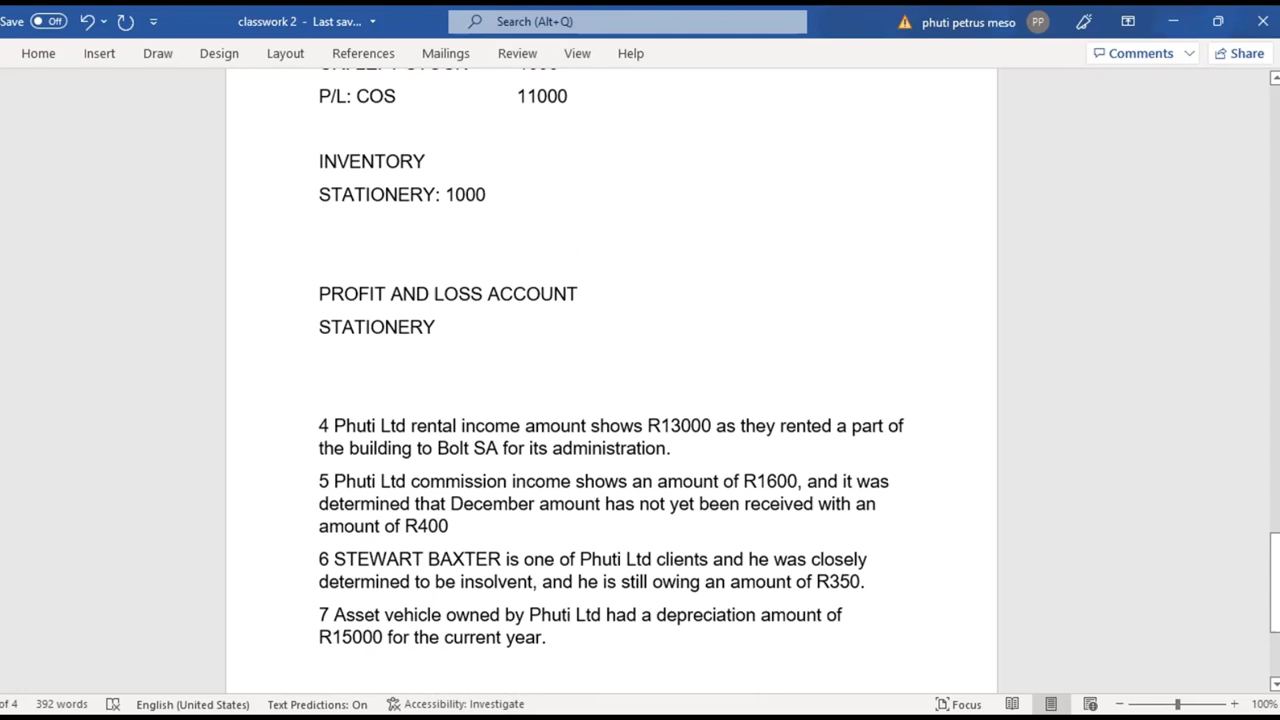 Save Off classwork 2 - Last sav... Search (Alt+Q) phuti petrus meso PP
Home Insert Draw Design Layout References Mailings Review View Help Comments Share
P/L: COS 11000
INVENTORY
STATIONERY: 1000
PROFIT AND LOSS ACCOUNT
STATIONERY
4 Phuti Ltd rental income amount shows R13000 as they rented a part of
the building to Bolt SA for its administration.
5 Phuti Ltd commission income shows an amount of R1600, and it was
determined that December amount has not yet been received with an
amount of R400
6 STEWART BAXTER is one of Phuti Ltd clients and he was closely
determined to be insolvent, and he is still owing an amount of R350.
7 Asset vehicle owned by Phuti Ltd had a depreciation amount of
R15000 for the current year.
of 4 392 words English (United States) Text Predictions: On Accessibility: Investigate Focus 100%